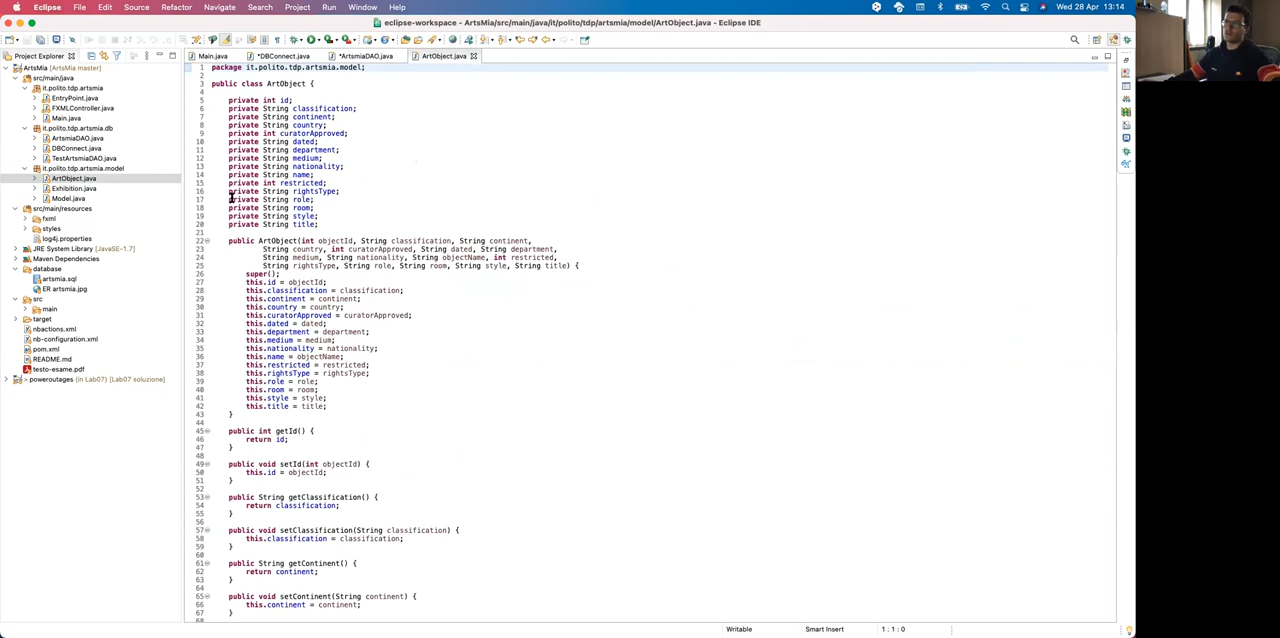 Eclipse File Edit Source Refactor Navigate Search Project Run Window Help Wed 28 Apr 13:14
eclipse-workspace - ArtsMia/src/main/java/it/polito/tdp/artsmia/model/ArtObject.java - Eclipse IDE
Project Explorer
Main.java *DBConnect.java *ArtsmiaDAO.java ArtObject.java
ArtsMia [ArtsMia master]
src/main/java
it.polito.tdp.artsmia
EntryPoint.java
FXMLController.java
Main.java
it.polito.tdp.artsmia.db
ArtsmiaDAO.java
DBConnect.java
TestArtsmiaDAO.java
it.polito.tdp.artsmia.model
ArtObject.java
Exhibition.java
Model.java
src/main/resources
fxml
styles
log4j.properties
JRE System Library [JavaSE-1.7]
Maven Dependencies
database
artsmia.sql
ER artsmia.jpg
src
main
target
nbactions.xml
nb-configuration.xml
pom.xml
README.md
testo-esame.pdf
> poweroutages (in Lab07) [Lab07 soluzione]
1 package it.polito.tdp.artsmia.model;
2
3 public class ArtObject {
4
5 private int id;
6 private String classification;
7 private String continent;
8 private String country;
9 private int curatorApproved;
10 private String dated;
11 private String department;
12 private String medium;
13 private String nationality;
14 private String name;
15 private int restricted;
16 private String rightsType;
17 private String role;
18 private String room;
19 private String style;
20 private String title;
21
22 public ArtObject(int objectId, String classification, String continent,
23 String country, int curatorApproved, String dated, String department,
24 String medium, String nationality, String objectName, int restricted,
25 String rightsType, String role, String room, String style, String title) {
26 super();
27 this.id = objectId;
28 this.classification = classification;
29 this.continent = continent;
30 this.country = country;
31 this.curatorApproved = curatorApproved;
32 this.dated = dated;
33 this.department = department;
34 this.medium = medium;
35 this.nationality = nationality;
36 this.name = objectName;
37 this.restricted = restricted;
38 this.rightsType = rightsType;
39 this.role = role;
40 this.room = room;
41 this.style = style;
42 this.title = title;
43 }
44
45 public int getId() {
46 return id;
47 }
48
49 public void setId(int objectId) {
50 this.id = objectId;
51 }
52
53 public String getClassification() {
54 return classification;
55 }
56
57 public void setClassification(String classification) {
58 this.classification = classification;
59 }
60
61 public String getContinent() {
62 return continent;
63 }
64
65 public void setContinent(String continent) {
66 this.continent = continent;
67 }
68
Writable Smart Insert 1 : 1 : 0